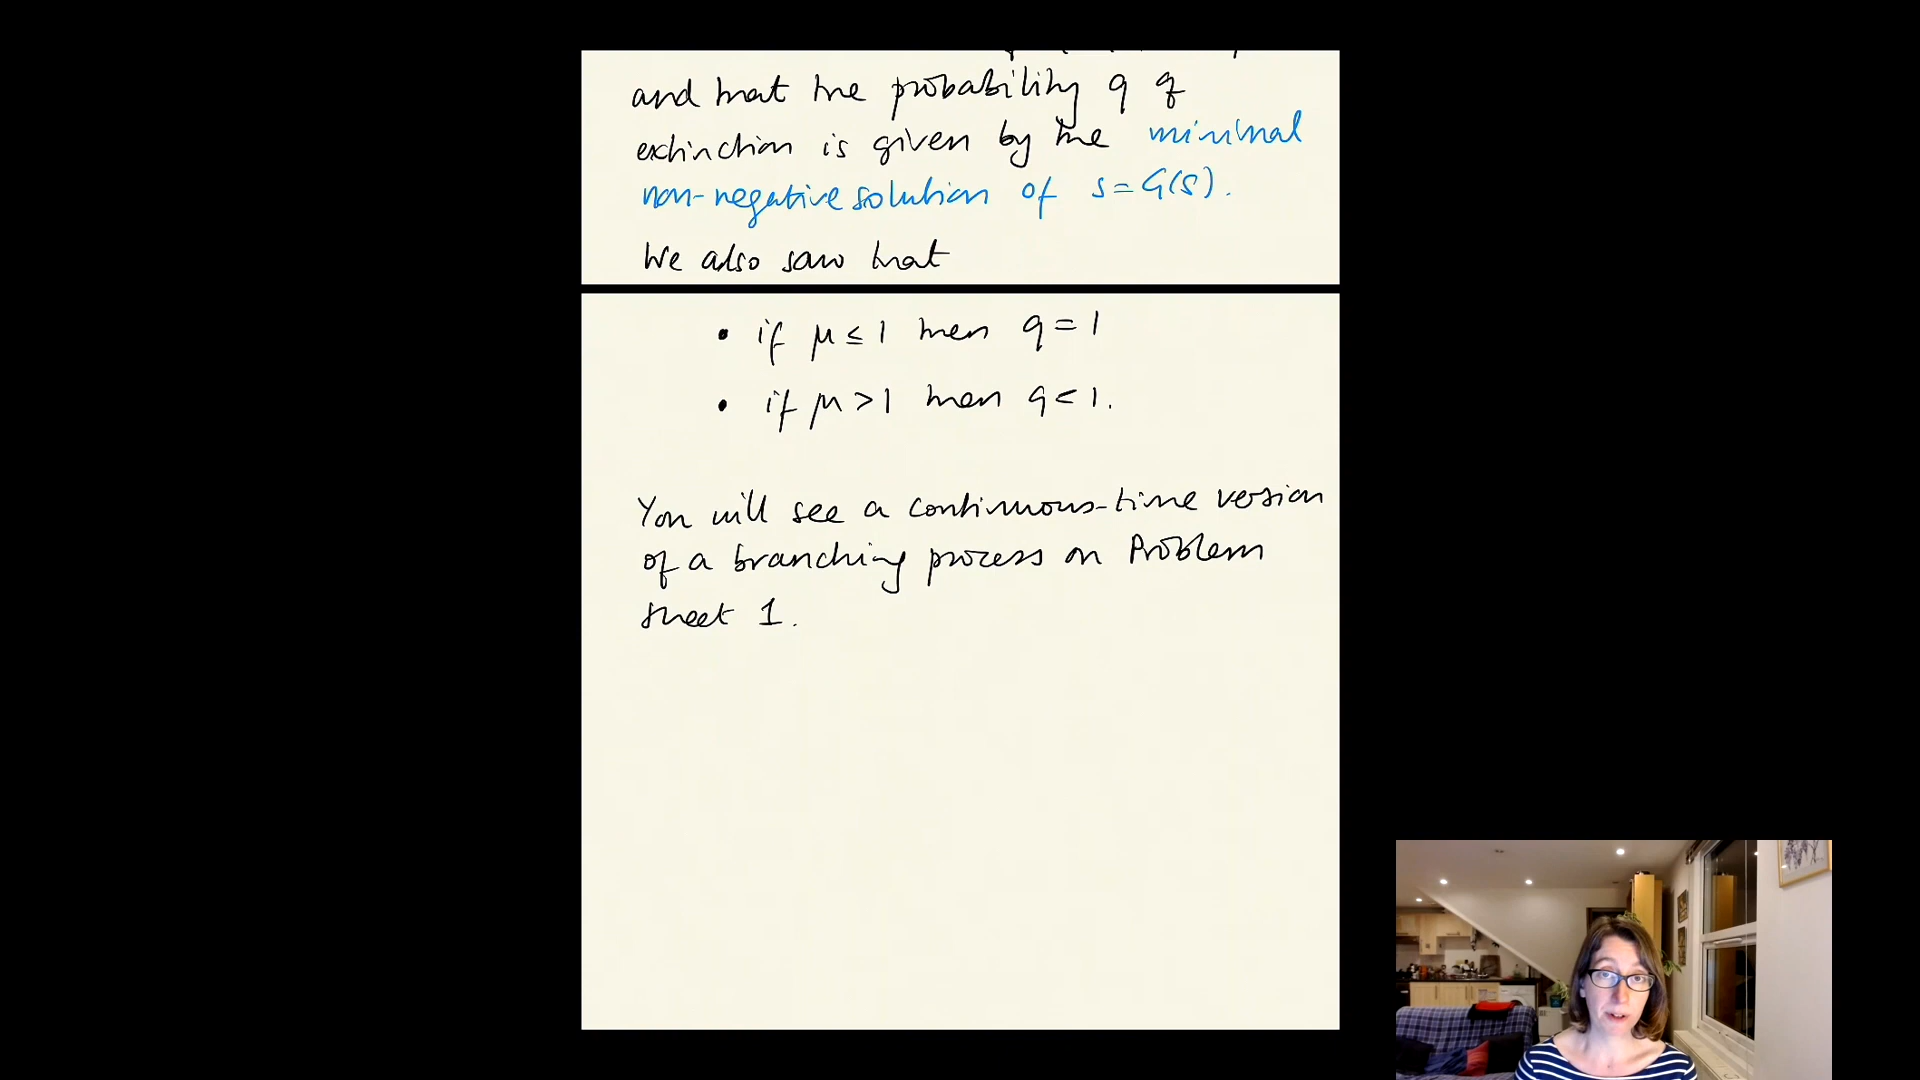 and that the probability q of
extinction is given by the minimal
non-negative solution of s = G(s).
We also saw that
• if μ ≤ 1 then q = 1
• if μ > 1 then q < 1.
You will see a continuous-time version
of a branching process on Problem
sheet 1.